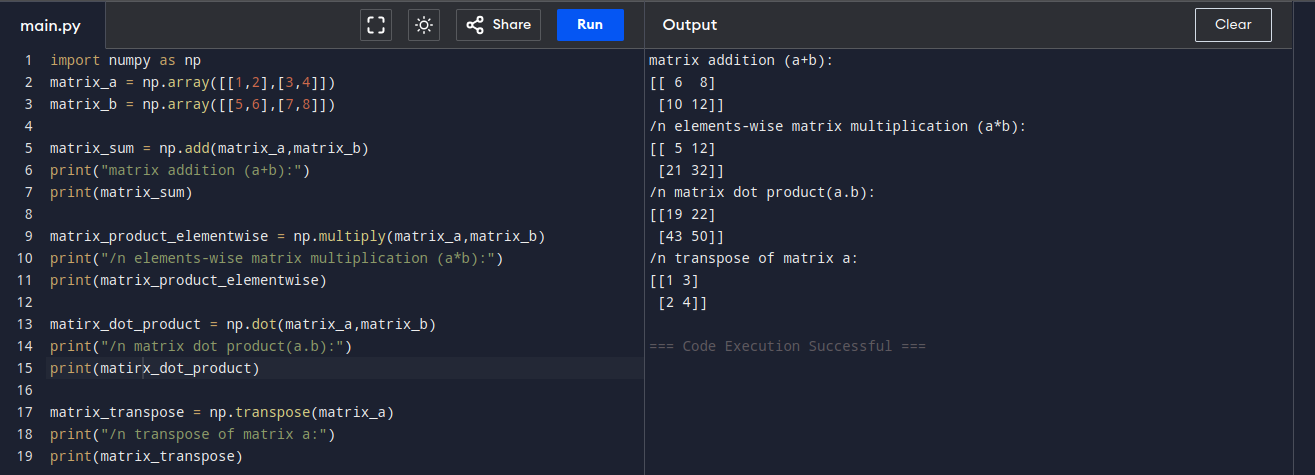 main.py
Share
Run
Output
Clear
1 import numpy as np
2 matrix_a = np.array([[1,2],[3,4]])
3 matrix_b = np.array([[5,6],[7,8]])
4
5 matrix_sum = np.add(matrix_a,matrix_b)
6 print("matrix addition (a+b):")
7 print(matrix_sum)
8
9 matrix_product_elementwise = np.multiply(matrix_a,matrix_b)
10 print("/n elements-wise matrix multiplication (a*b):")
11 print(matrix_product_elementwise)
12
13 matirx_dot_product = np.dot(matrix_a,matrix_b)
14 print("/n matrix dot product(a.b):")
15 print(matirx_dot_product)
16
17 matrix_transpose = np.transpose(matrix_a)
18 print("/n transpose of matrix a:")
19 print(matrix_transpose)
matrix addition (a+b):
[[ 6  8]
 [10 12]]
/n elements-wise matrix multiplication (a*b):
[[ 5 12]
 [21 32]]
/n matrix dot product(a.b):
[[19 22]
 [43 50]]
/n transpose of matrix a:
[[1 3]
 [2 4]]
=== Code Execution Successful ===